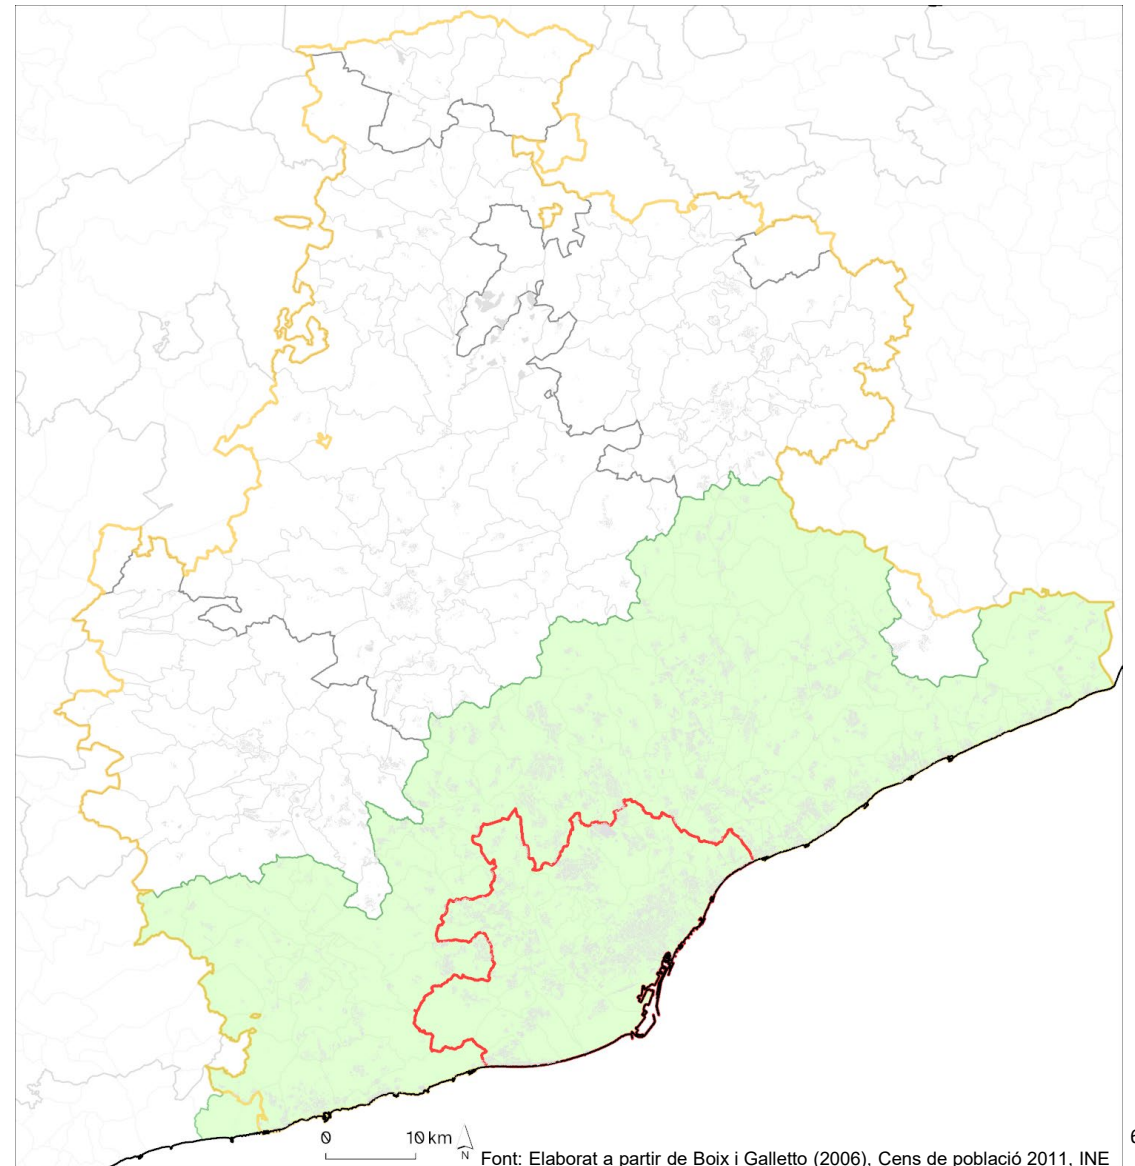 0 10 km
N
Font: Elaborat a partir de Boix i Galletto (2006), Cens de població 2011, INE